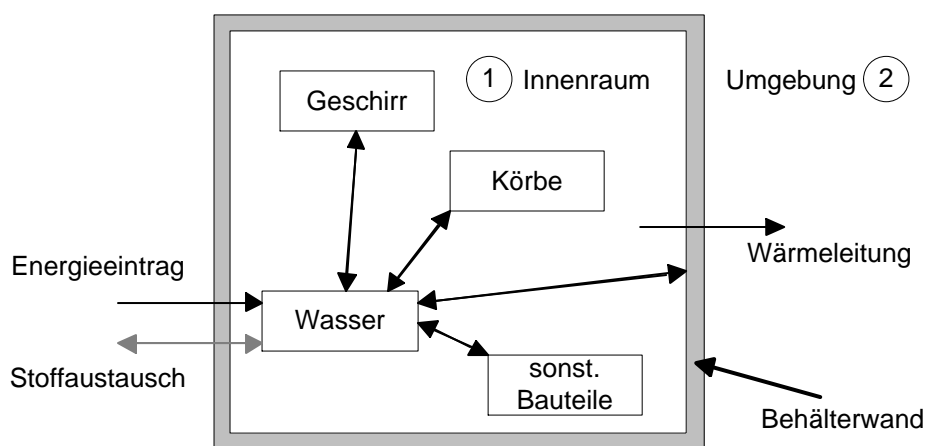 1 Innenraum
Umgebung 2
Geschirr
Körbe
Wärmeleitung
Energieeintrag
Wasser
Stoffaustausch
sonst.
Bauteile
Behälterwand